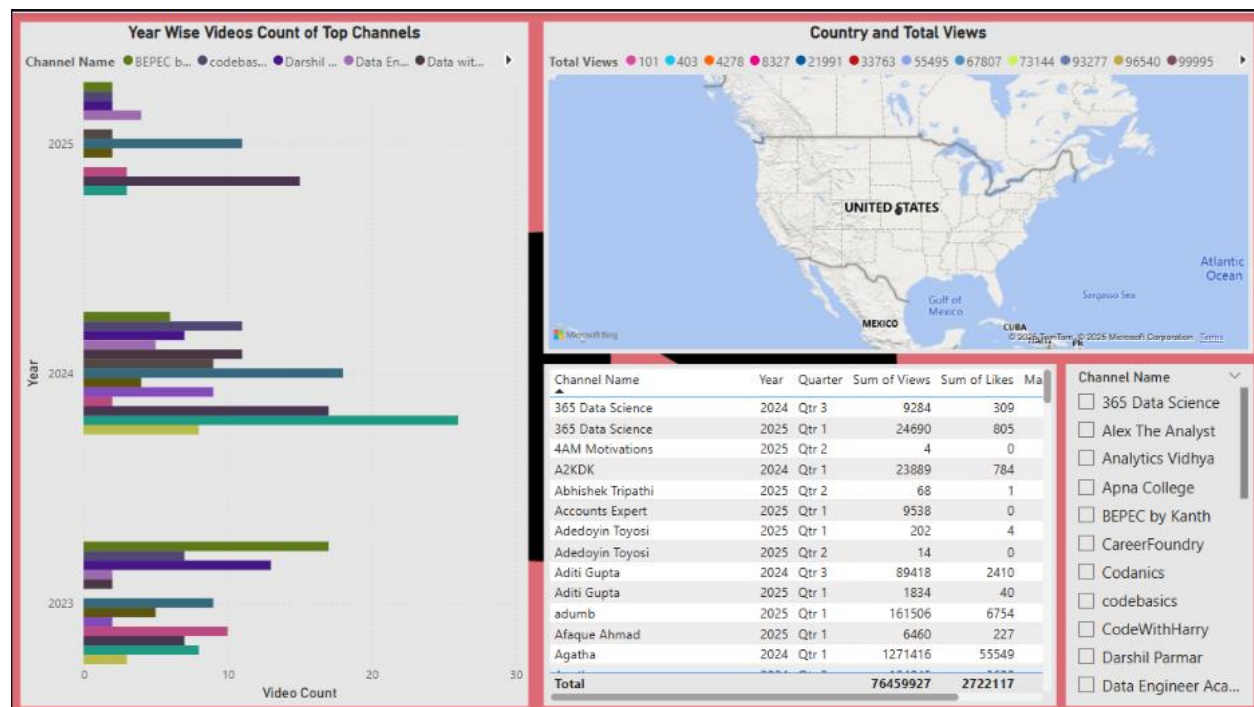 Year Wise Videos Count of Top Channels
Channel Name BEPEC b... codebas... Darshil ... Data En... Data wit...
2025
2024
2023
Year
0 10 20 30
Video Count
Country and Total Views
Total Views 101 403 4278 8327 21991 33763 55495 67807 73144 93277 96540 99995
UNITED STATES
Atlantic
Ocean
Gulf of
Mexico
Sargasso Sea
MEXICO
CUBA
Microsoft Bing
© 2025 TomTom, © 2025 Microsoft Corporation Terms
Channel Name Year Quarter Sum of Views Sum of Likes Ma
365 Data Science 2024 Qtr 3 9284 309
365 Data Science 2025 Qtr 1 24690 805
4AM Motivations 2025 Qtr 2 4 0
A2KDK 2024 Qtr 1 23889 784
Abhishek Tripathi 2025 Qtr 2 68 1
Accounts Expert 2025 Qtr 1 9538 0
Adedoyin Toyosi 2025 Qtr 1 202 4
Adedoyin Toyosi 2025 Qtr 2 14 0
Aditi Gupta 2024 Qtr 3 89418 2410
Aditi Gupta 2025 Qtr 1 1834 40
adumb 2025 Qtr 1 161506 6754
Afaque Ahmad 2025 Qtr 1 6460 227
Agatha 2024 Qtr 1 1271416 55549
Total 76459927 2722117
Channel Name
365 Data Science
Alex The Analyst
Analytics Vidhya
Apna College
BEPEC by Kanth
CareerFoundry
Codanics
codebasics
CodeWithHarry
Darshil Parmar
Data Engineer Aca...